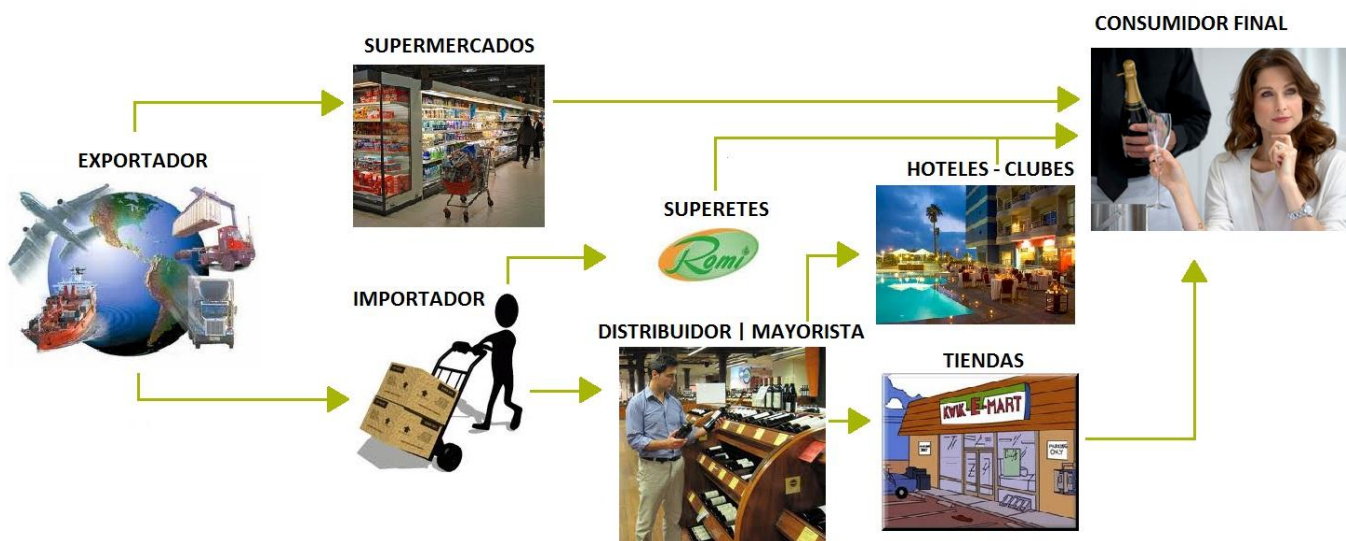 CONSUMIDOR FINAL
SUPERMERCADOS
EXPORTADOR
HOTELES - CLUBES
SUPERETES
Romi
IMPORTADOR
DISTRIBUIDOR | MAYORISTA
TIENDAS
KWIK-E-MART